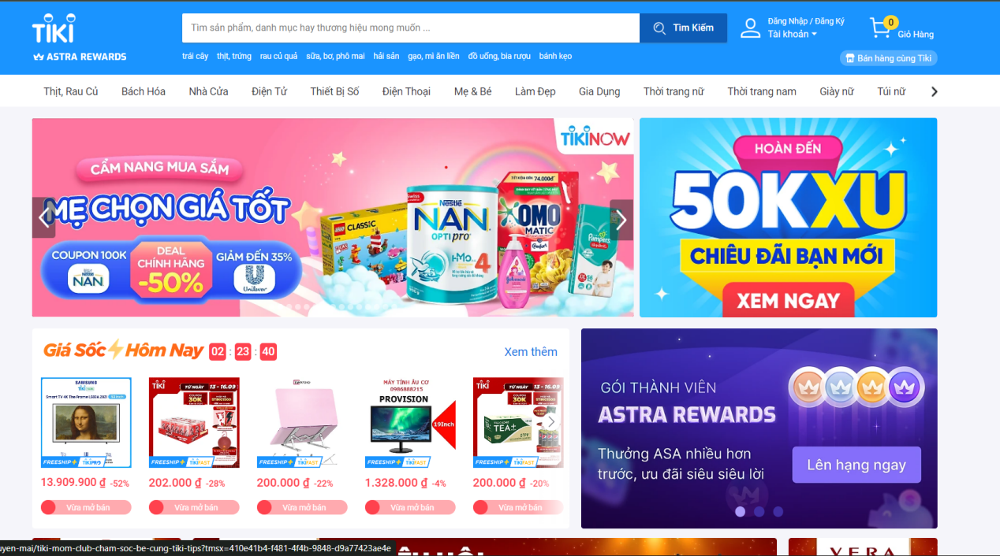 TIKI
ASTRA REWARDS
Tìm sản phẩm, danh mục hay thương hiệu mong muốn ...
Tìm Kiếm
Đăng Nhập / Đăng Ký
Tài khoản
0
Giỏ Hàng
trái cây thịt, trứng rau củ quả sữa, bơ, phô mai hải sản gạo, mì ăn liền đồ uống, bia rượu bánh kẹo
Bán hàng cùng Tiki
Thịt, Rau Củ Bách Hóa Nhà Cửa Điện Tử Thiết Bị Số Điện Thoại Mẹ & Bé Làm Đẹp Gia Dụng Thời trang nữ Thời trang nam Giày nữ Túi nữ
TIKINOW
CẨM NANG MUA SẮM
MẸ CHỌN GIÁ TỐT
COUPON 100K
Nestlé
NAN
DEAL
CHÍNH HÃNG
-50%
GIẢM ĐẾN 35%
Unilever
LEGO CLASSIC
Nestlé
NAN
OPTIPRO
HMO
4
OMO
MATIC
Comfort
Johnson's
Pampers
HOÀN ĐẾN
50K XU
CHIÊU ĐÃI BẠN MỚI
XEM NGAY
Giá Sốc Hôm Nay 02 : 23 : 40
Xem thêm
SAMSUNG
Smart TV 4K The Frame LS03A 2021
FREESHIP+ TIKIPRO
13.909.900 ₫ -52%
Vừa mở bán
TIKI
TỪ NGÀY 13 - 16.09
COUPON
30K
FREESHIP+ TIKIFAST
202.000 ₫ -28%
Vừa mở bán
FREESHIP+ TIKIFAST
200.000 ₫ -22%
Vừa mở bán
MÁY TÍNH ÂU CƠ
0986888215
PROVISION
19Inch
FREESHIP+ TIKIFAST
1.328.000 ₫ -4%
Vừa mở bán
TIKI
TỪ NGÀY 13 - 16.09
COUPON
30K
TEA+
FREESHIP+ TIKIFAST
200.000 ₫ -20%
Vừa mở bán
GÓI THÀNH VIÊN
ASTRA REWARDS
Thưởng ASA nhiều hơn
trước, ưu đãi siêu siêu lời
Lên hạng ngay
uyen-mai/tiki-mom-club-cham-soc-be-cung-tiki-tips?tmsx=410e41b4-f481-4f4b-9848-d9a77423ae4e
VERA